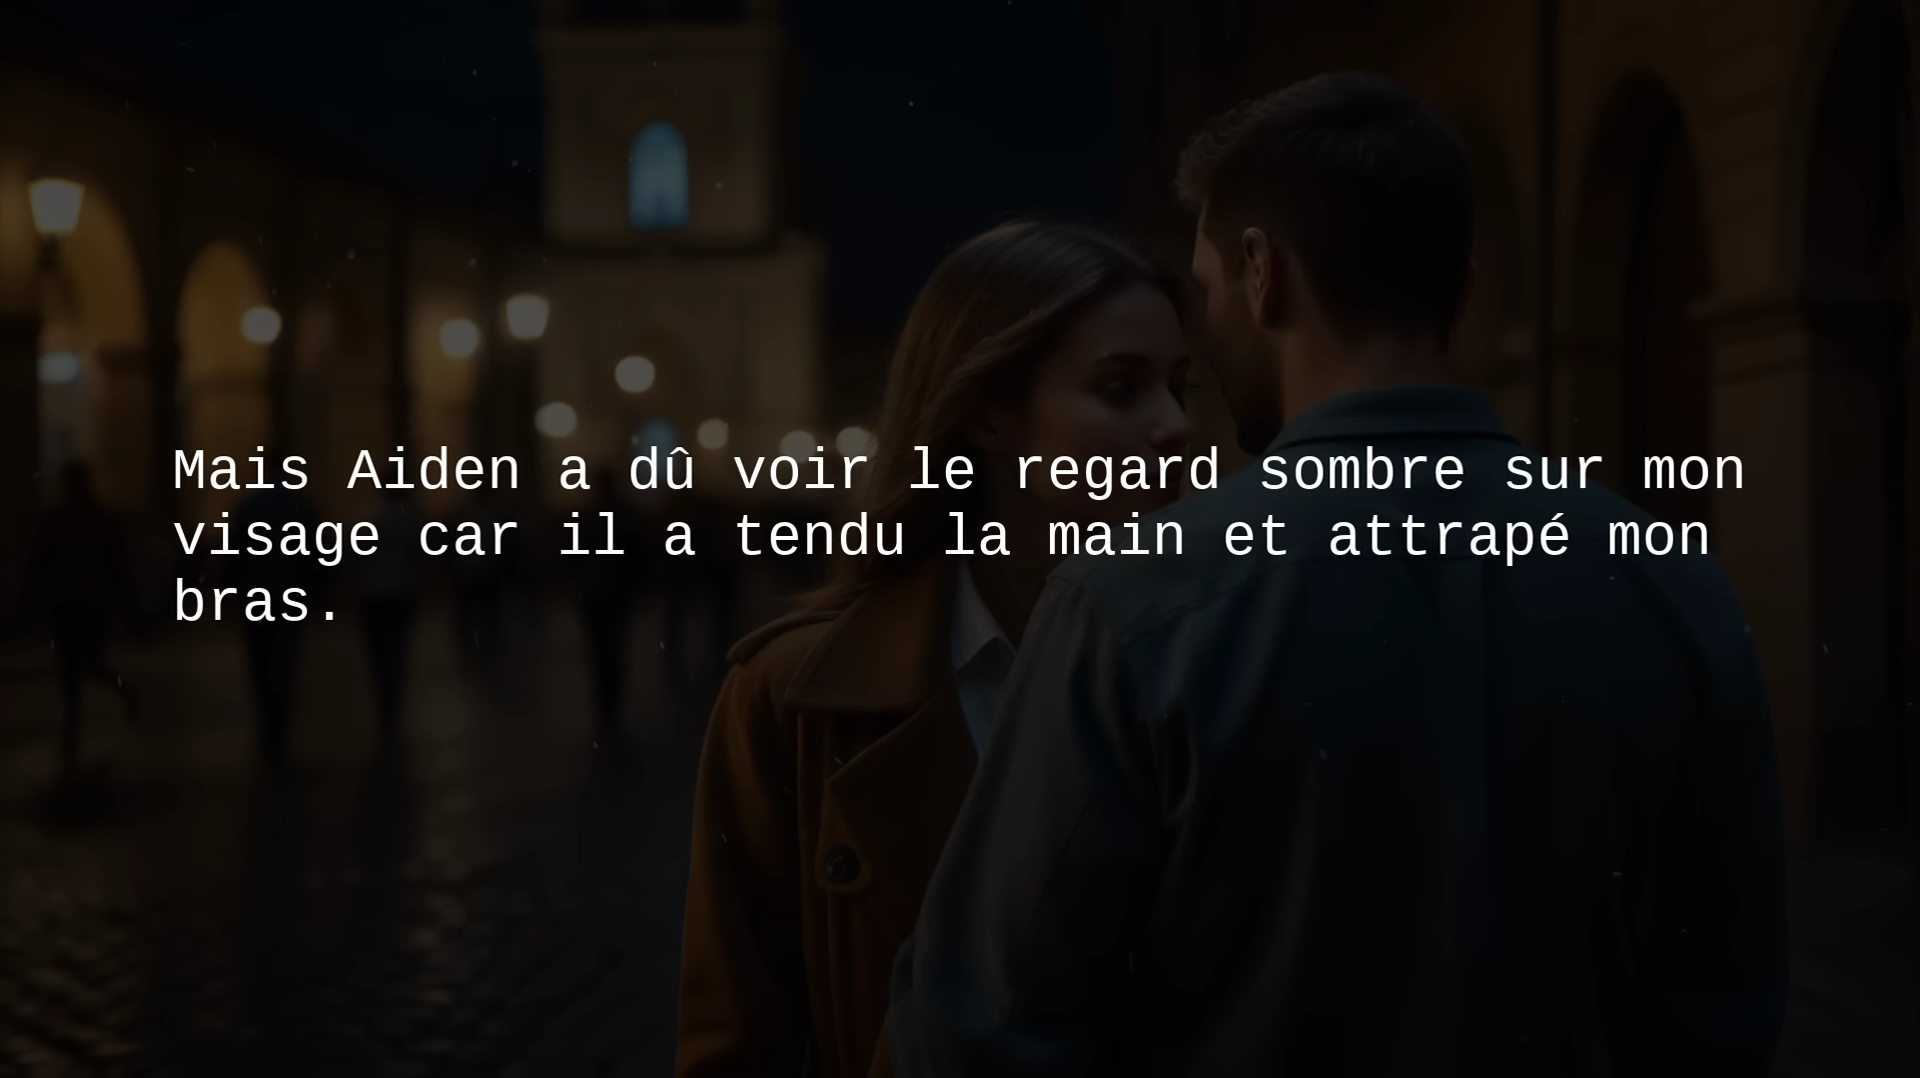 Mais Aiden a dû voir le regard sombre sur mon
visage car il a tendu la main et attrapé mon
bras.